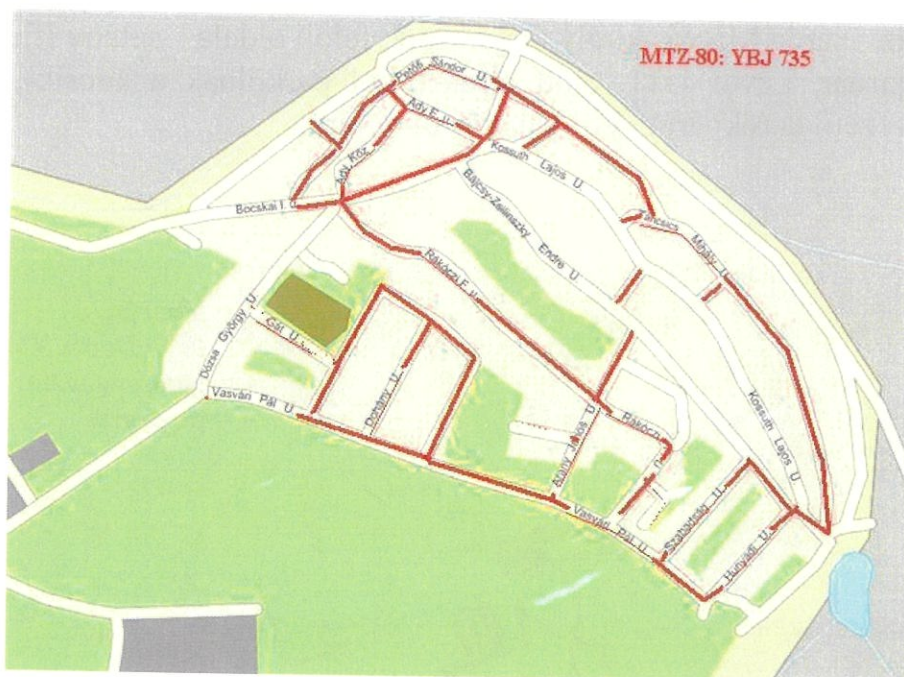 MTZ-80: YBJ 735
Petőfi Sándor U.
Ady E. u.
Ady Köz
Kossuth Lajos U
Bajcsy-Zsilinszky Endre U.
Bocskai I. u
Táncsics Mihály U.
Rákóczi F. u.
Dózsa György U
Gát U.
Vasvári Pál U
Dohány U.
Arany János U
Rákóczi
U
Kossuth Lajos U
Szabadság U.
Vasvári Pál U.
Hunyadi U.